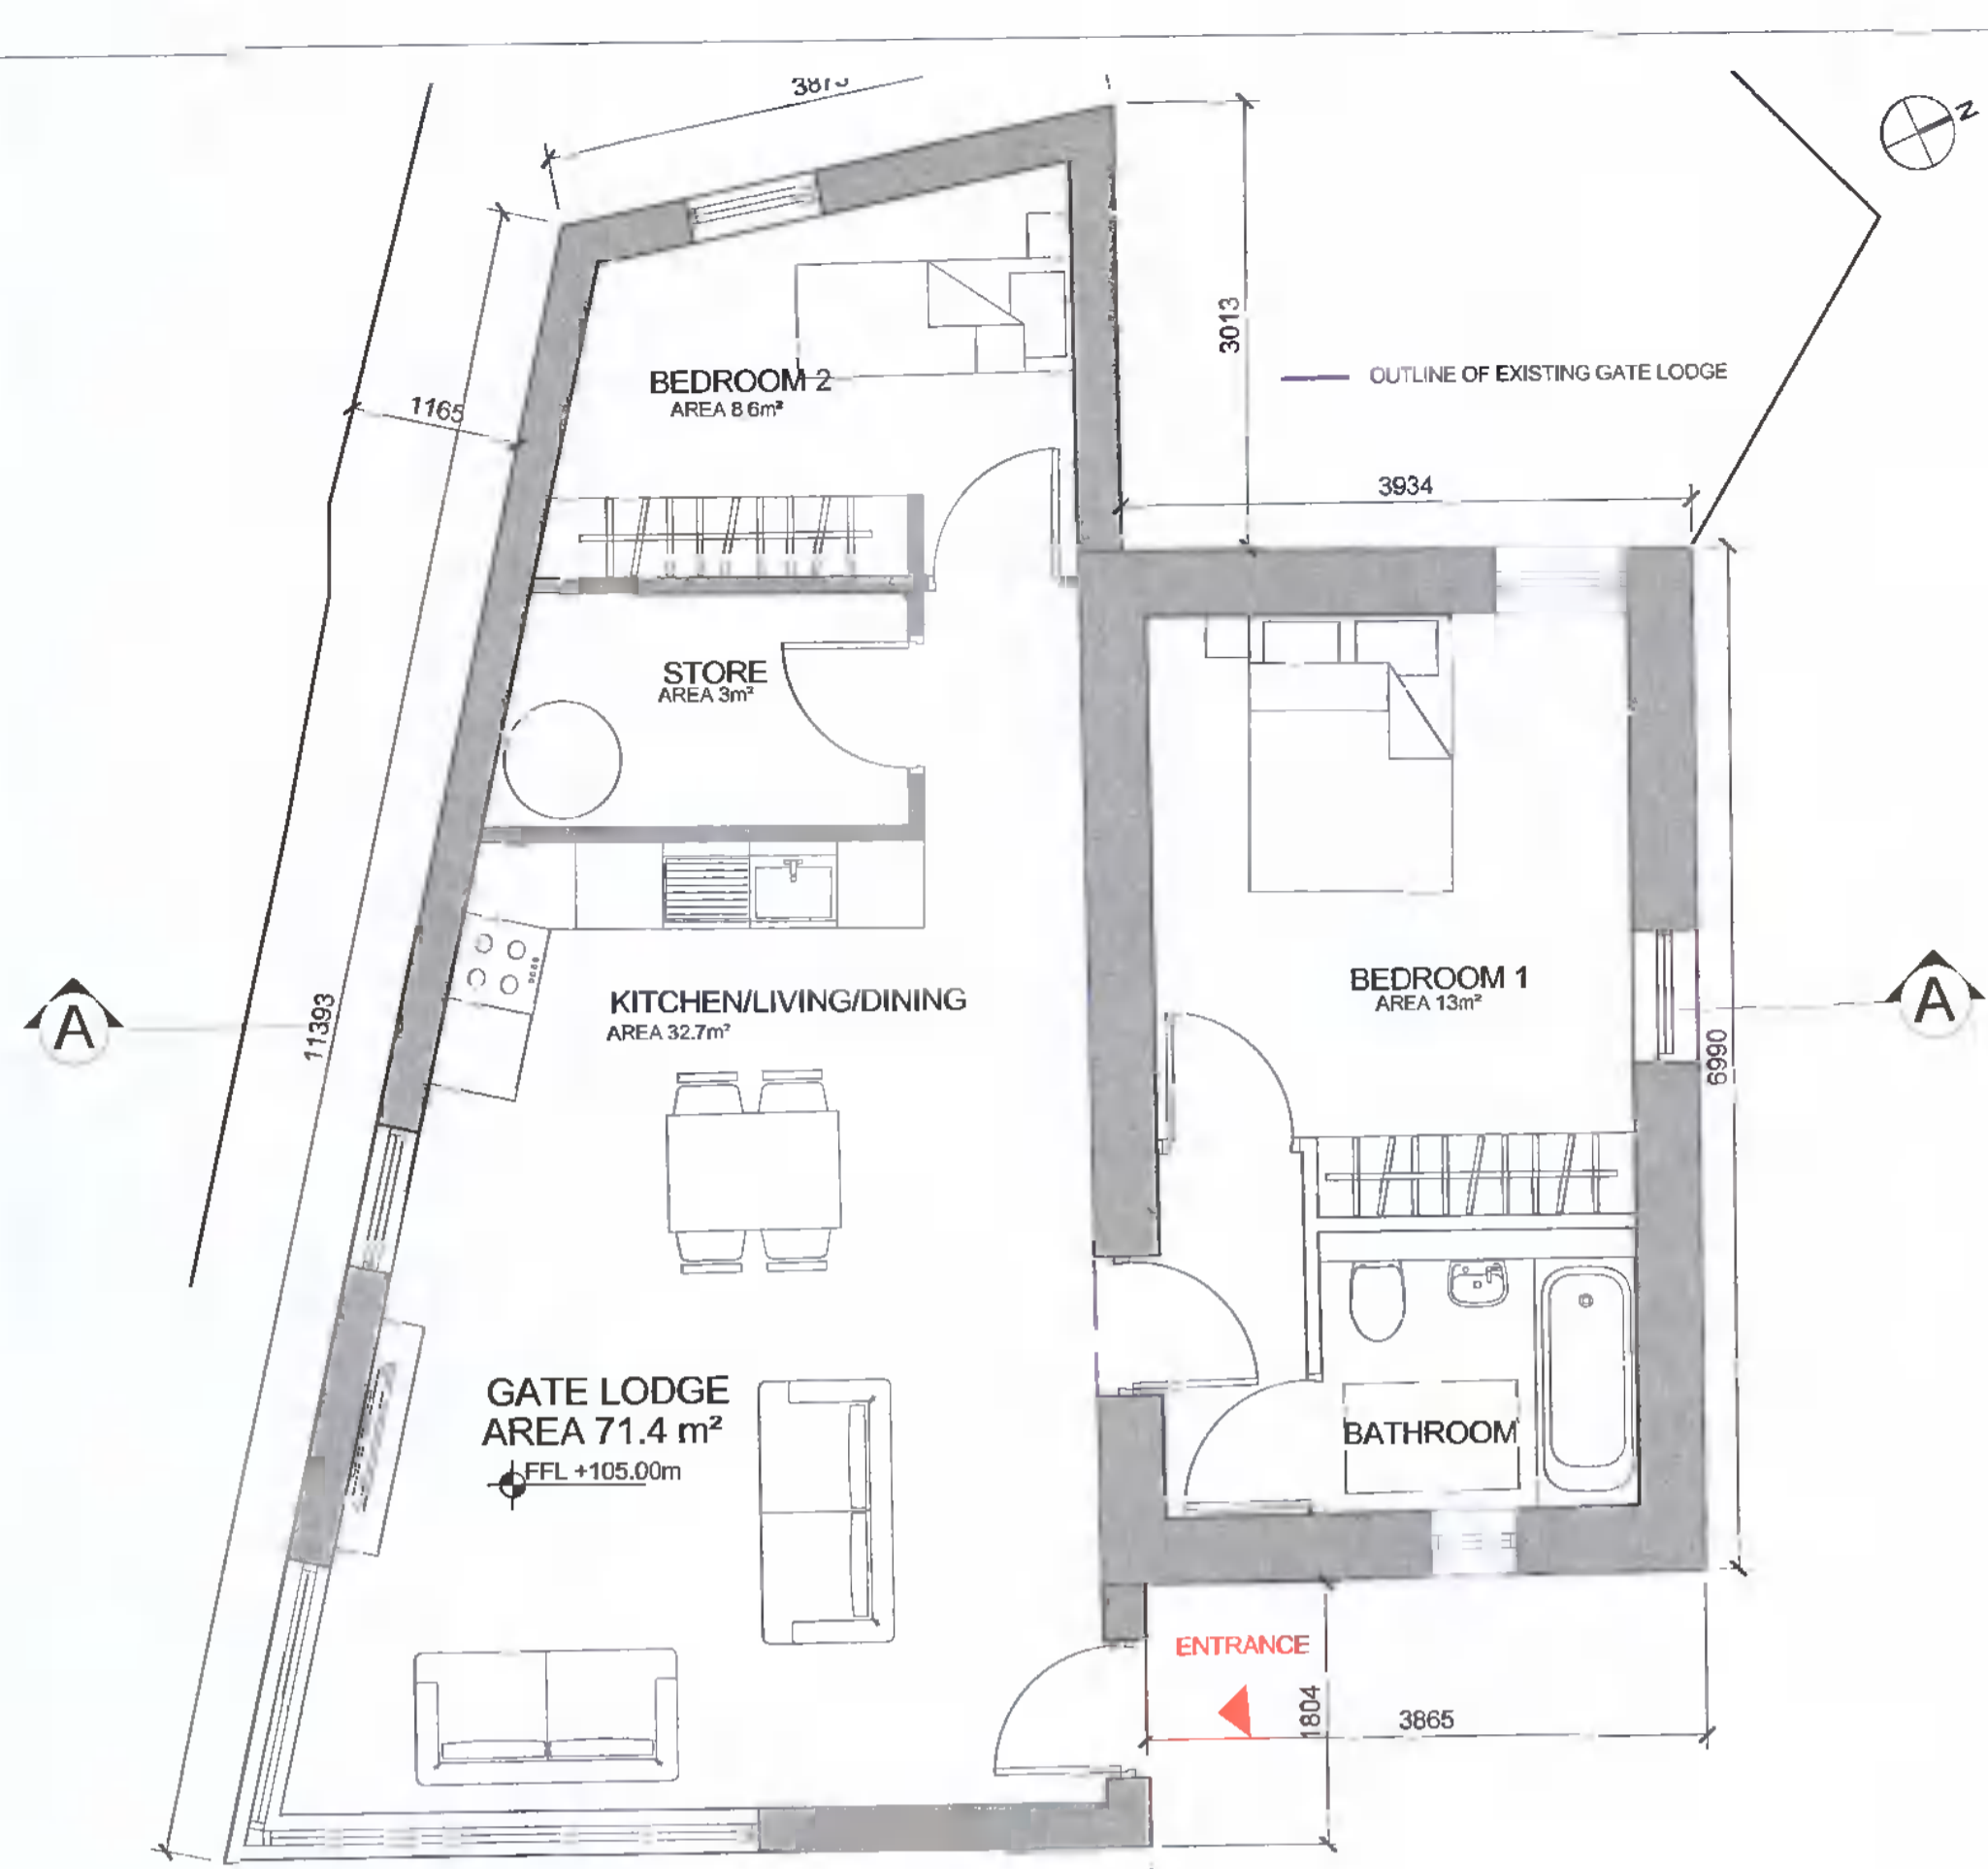 N
3013
OUTLINE OF EXISTING GATE LODGE
BEDROOM 2
AREA 8 6m²
1165
3934
STORE
AREA 3m²
BEDROOM 1
AREA 13m²
A
A
KITCHEN/LIVING/DINING
AREA 32.7m²
11393
6990
GATE LODGE
AREA 71.4 m²
FFL +105.00m
BATHROOM
ENTRANCE
1804
3865